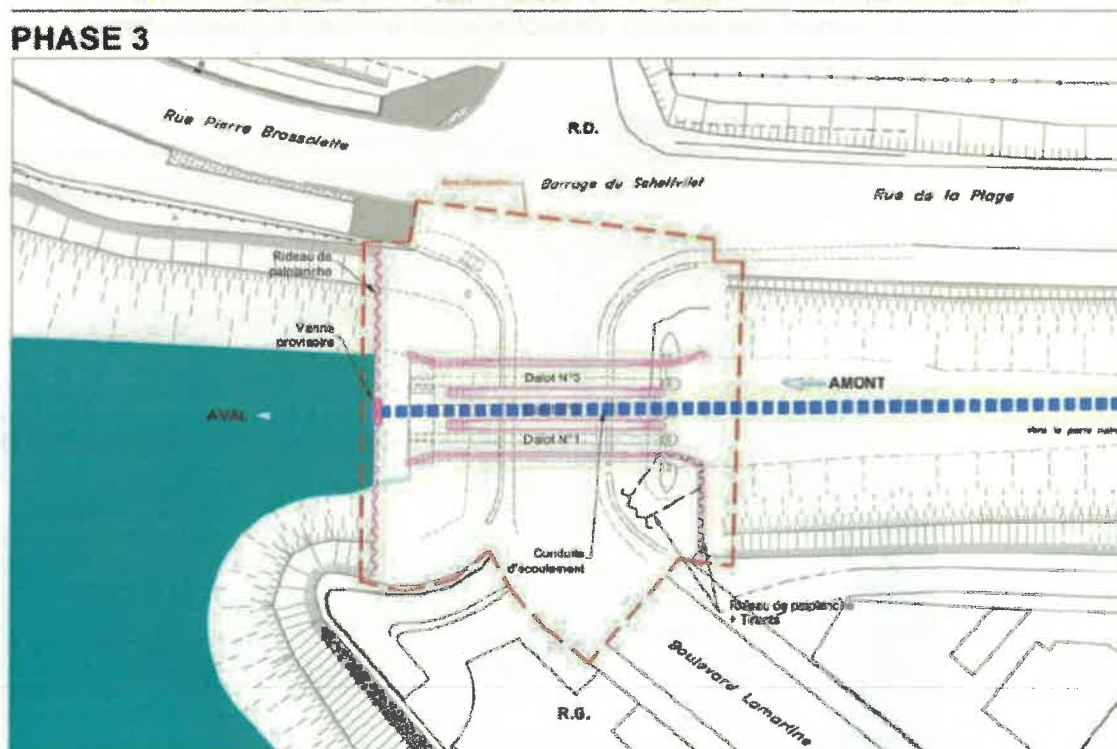 PHASE 3
Rue Pierre Brossolette
R.D.
Barrage du Schelfvliet
Rue de la Plage
Rideau de
palplanche
Vanne
provisoire
Dalot N°3
AMONT
AVAL
Dalot N°1
Conduite
d'écoulement
Rideau de palplanche
+ Tirants
Boulevard Lamartine
R.G.